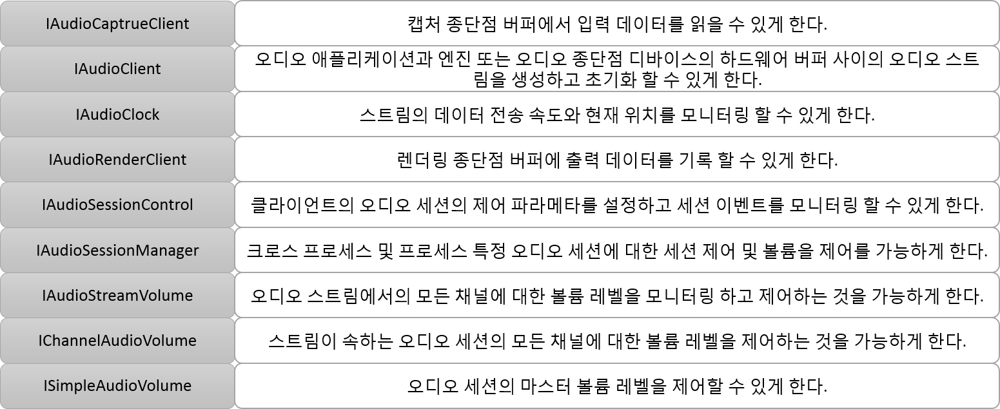 IAudioCaptrueClient
캡처 종단점 버퍼에서 입력 데이터를 읽을 수 있게 한다.
IAudioClient
오디오 애플리케이션과 엔진 또는 오디오 종단점 디바이스의 하드웨어 버퍼 사이의 오디오 스트
림을 생성하고 초기화 할 수 있게 한다.
IAudioClock
스트림의 데이터 전송 속도와 현재 위치를 모니터링 할 수 있게 한다.
IAudioRenderClient
렌더링 종단점 버퍼에 출력 데이터를 기록 할 수 있게 한다.
IAudioSessionControl
클라이언트의 오디오 세션의 제어 파라메타를 설정하고 세션 이벤트를 모니터링 할 수 있게 한다.
IAudioSessionManager
크로스 프로세스 및 프로세스 특정 오디오 세션에 대한 세션 제어 및 볼륨을 제어를 가능하게 한다.
IAudioStreamVolume
오디오 스트림에서의 모든 채널에 대한 볼륨 레벨을 모니터링 하고 제어하는 것을 가능하게 한다.
IChannelAudioVolume
스트림이 속하는 오디오 세션의 모든 채널에 대한 볼륨 레벨을 제어하는 것을 가능하게 한다.
ISimpleAudioVolume
오디오 세션의 마스터 볼륨 레벨을 제어할 수 있게 한다.